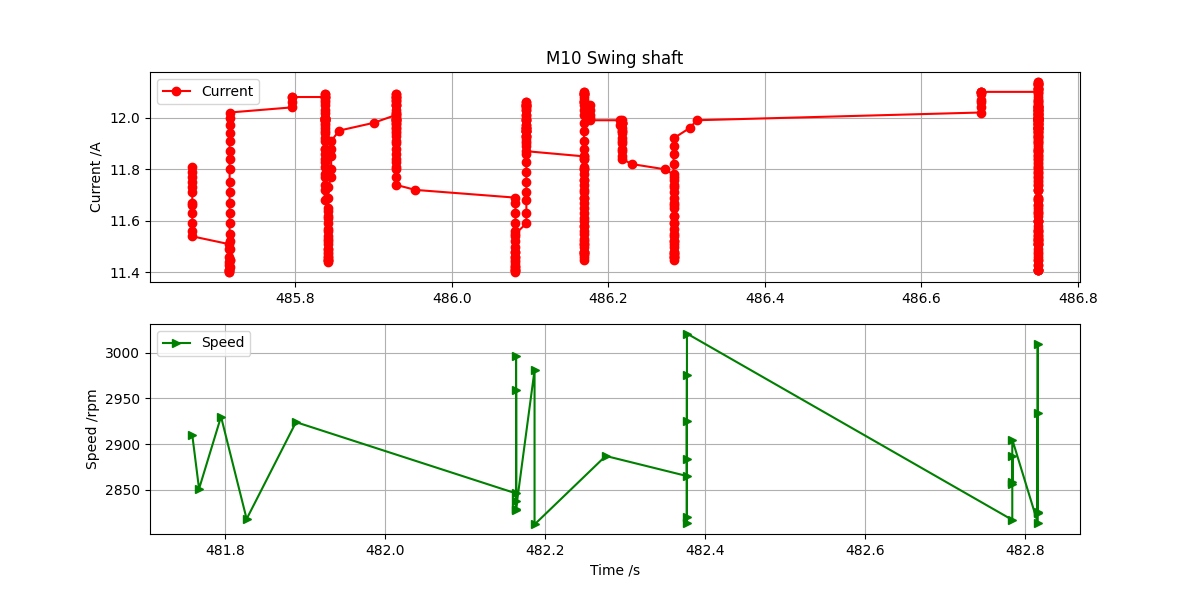 M10 Swing shaft
Current
Current /A
12.0
11.8
11.6
11.4
485.8 486.0 486.2 486.4 486.6 486.8
Speed
Speed /rpm
3000
2950
2900
2850
481.8 482.0 482.2 482.4 482.6 482.8
Time /s